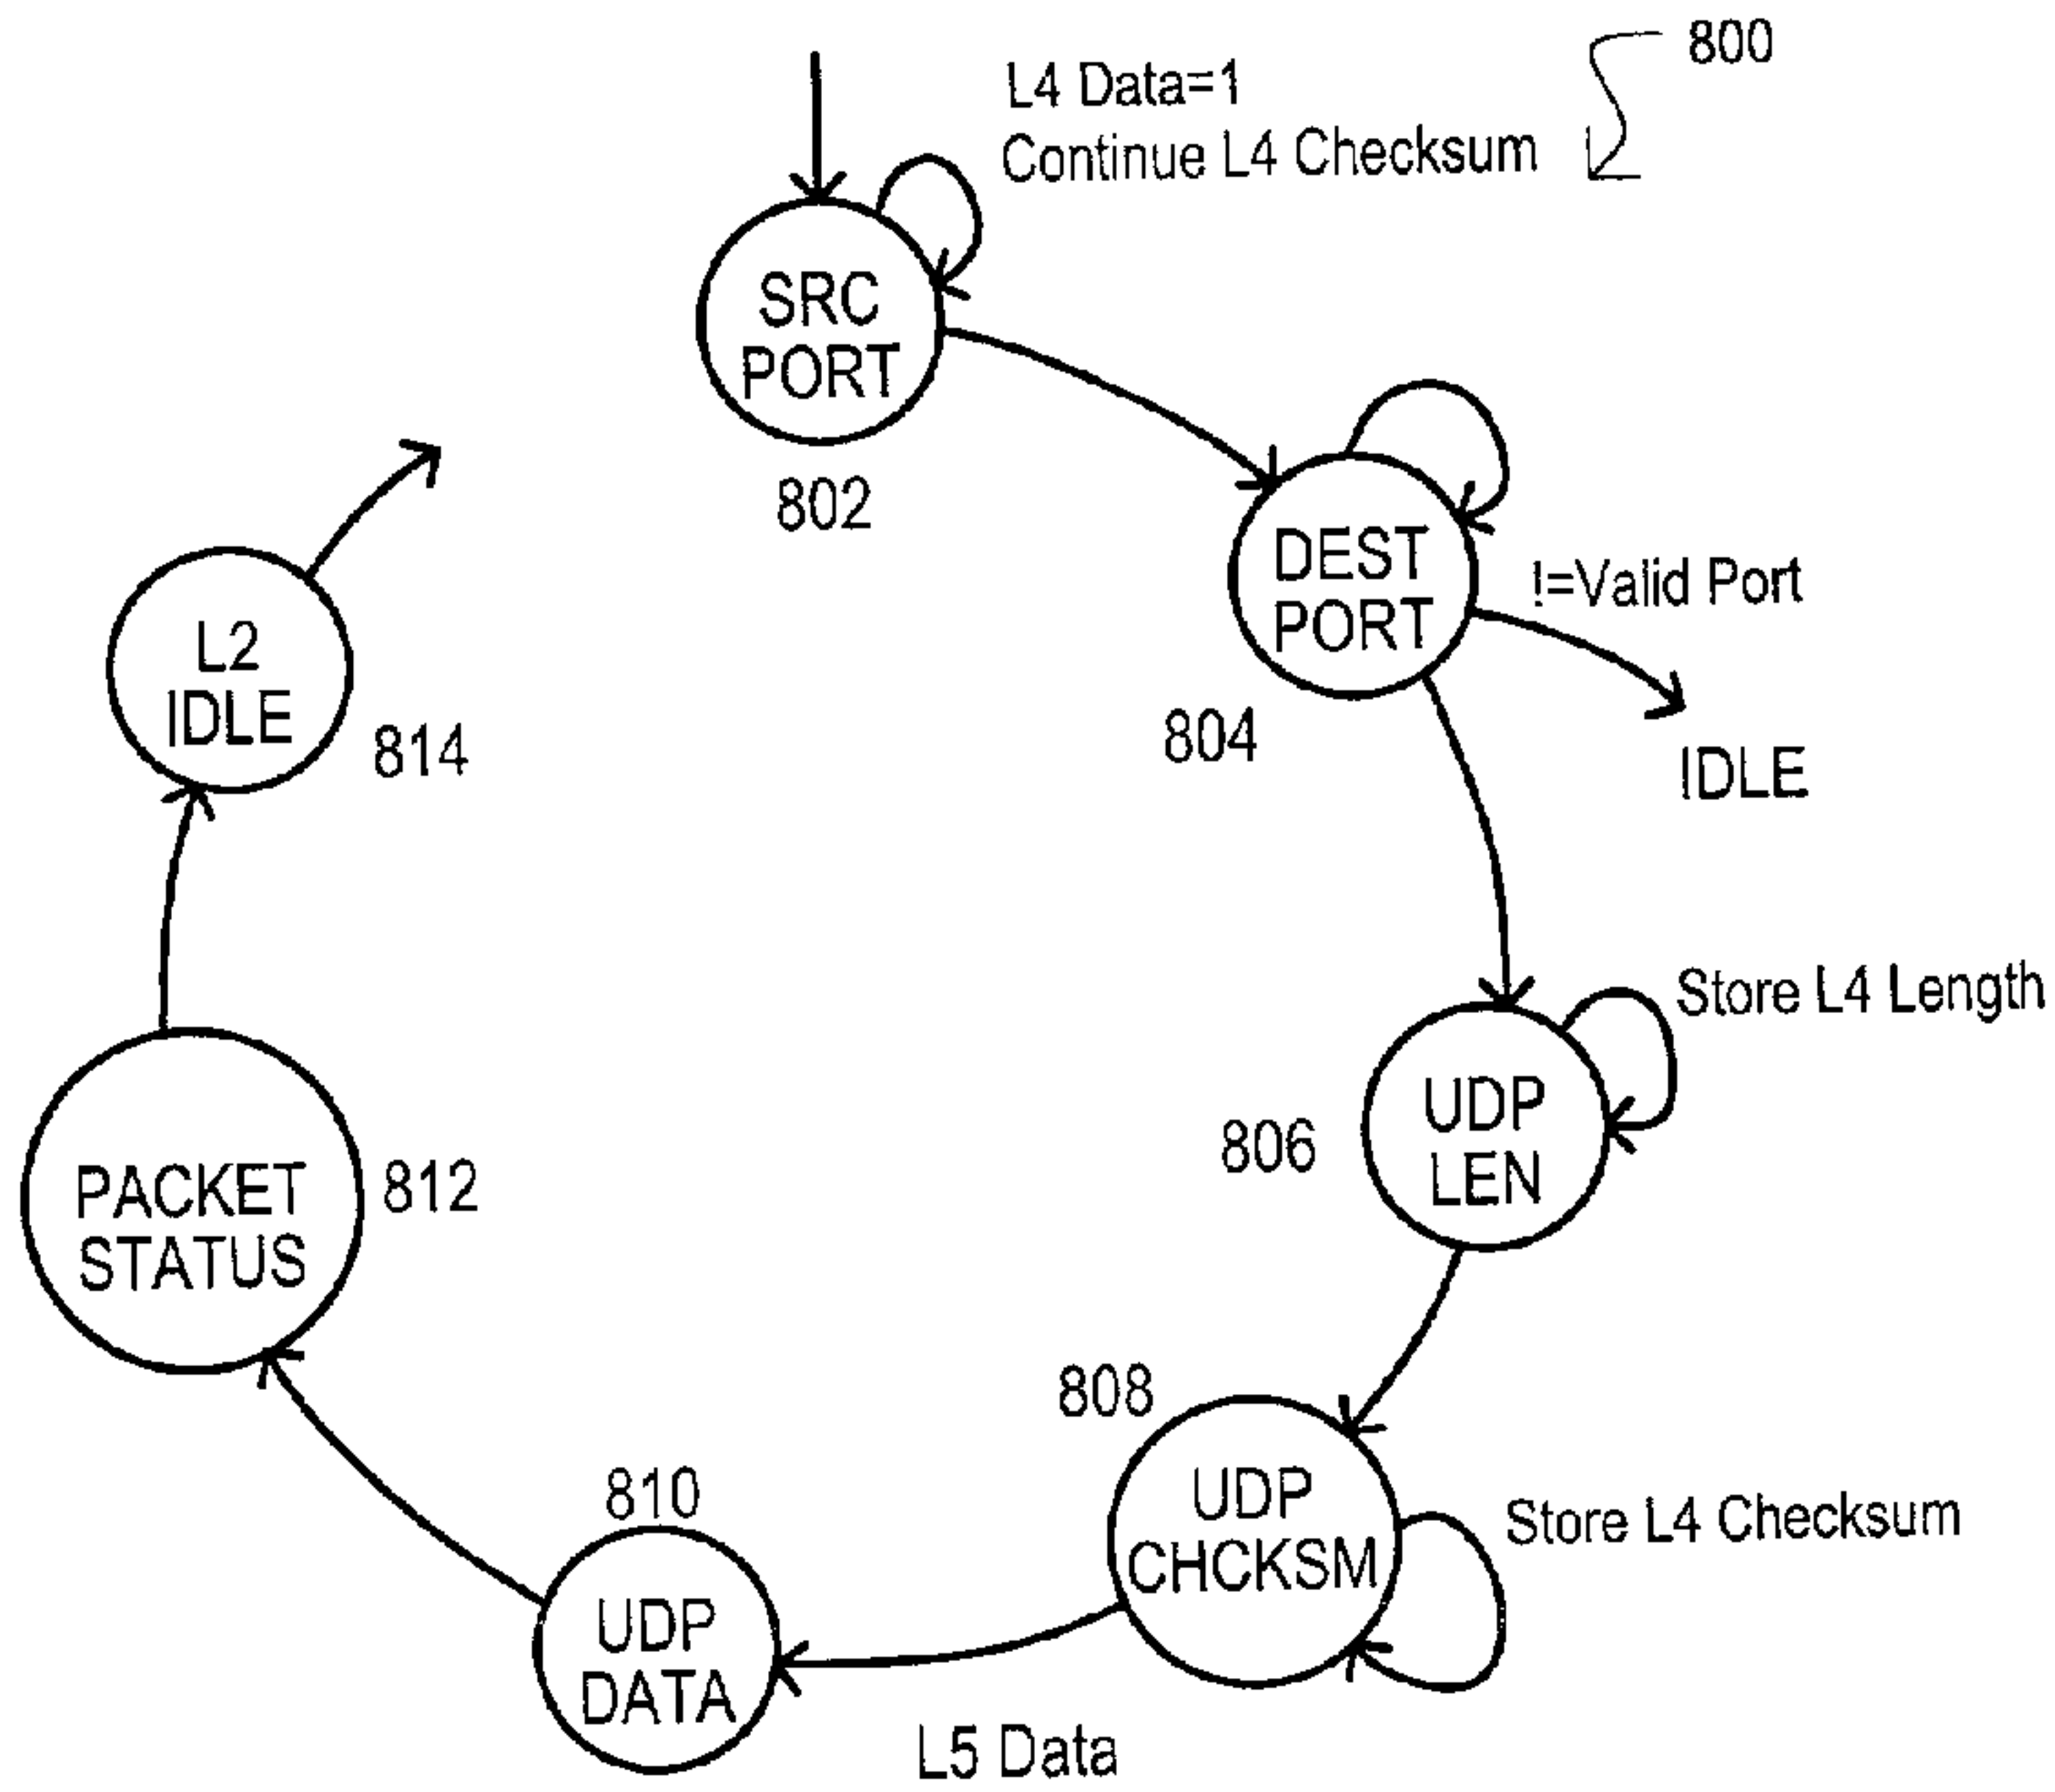 800
L4 Data=1
Continue L4 Checksum
SRC
PORT
802
DEST
PORT
!=Valid Port
804
IDLE
L2
IDLE
814
Store L4 Length
UDP
LEN
806
PACKET
STATUS
812
808
UDP
CHCKSM
Store L4 Checksum
810
UDP
DATA
L5 Data